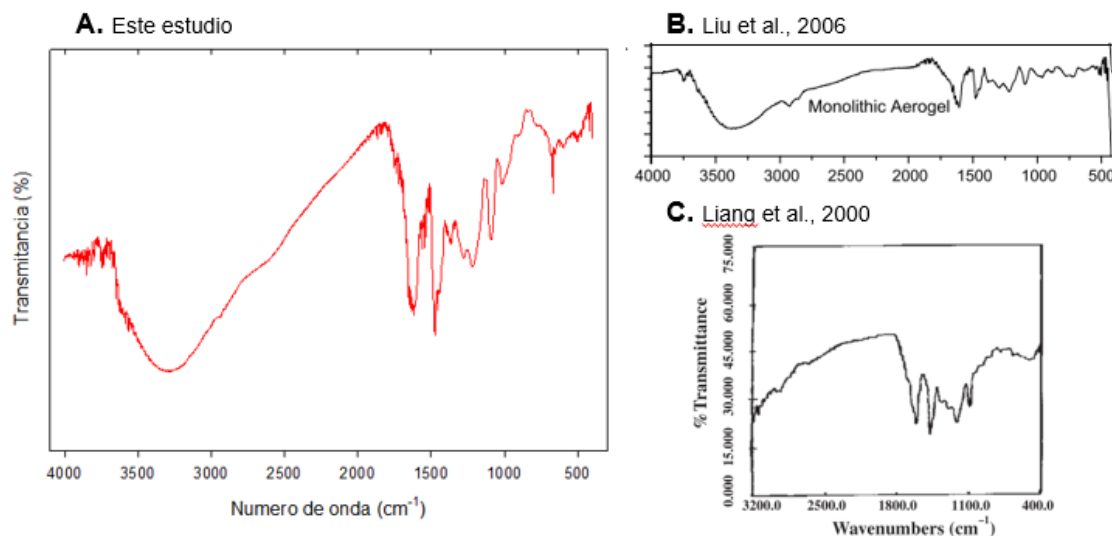 A. Este estudio
Transmitancia (%)
4000 3500 3000 2500 2000 1500 1000 500
Numero de onda (cm⁻¹)
B. Liu et al., 2006
Monolithic Aerogel
4000 3500 3000 2500 2000 1500 1000 500
C. Liang et al., 2000
% Transmittance
75.000
60.000
45.000
30.000
15.000
0.000
3200.0 2500.0 1800.0 1100.0 400.0
Wavenumbers (cm⁻¹)